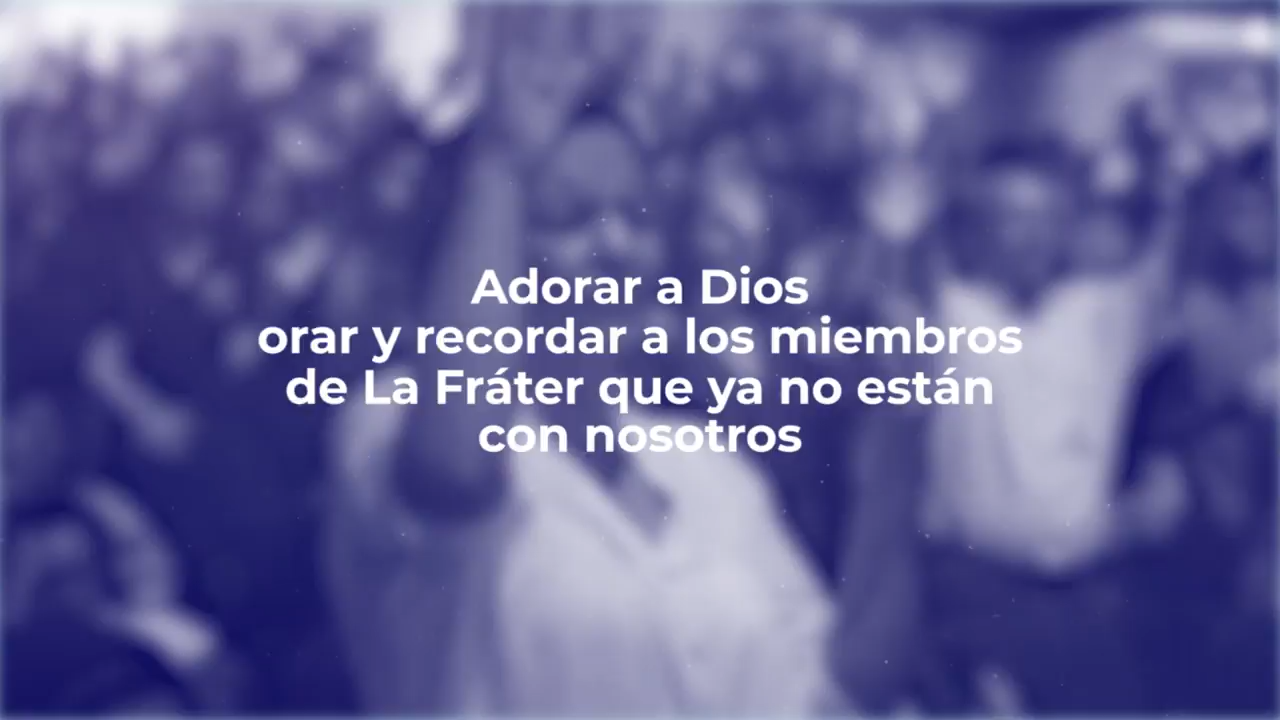 Adorar a Dios
orar y recordar a los miembros
de La Fráter que ya no están
con nosotros